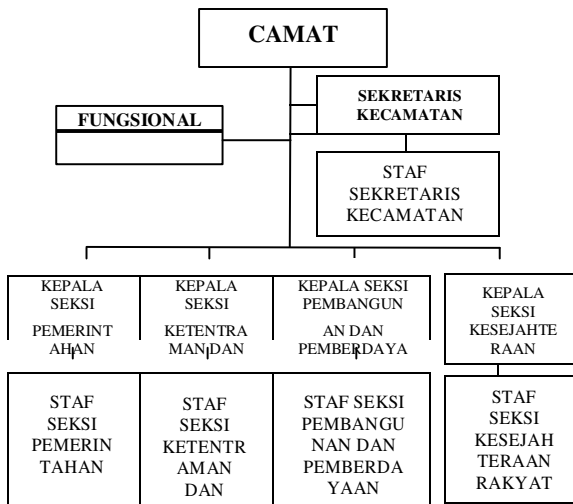 CAMAT
SEKRETARIS
KECAMATAN
FUNGSIONAL
STAF
SEKRETARIS
KECAMATAN
KEPALA
SEKSI
PEMERINT
AHAN
KEPALA
SEKSI
KETENTRA
MAN DAN
KEPALA SEKSI
PEMBANGUN
AN DAN
PEMBERDAYA
KEPALA
SEKSI
KESEJAHTE
RAAN
STAF
SEKSI
PEMERIN
TAHAN
STAF
SEKSI
KETENTR
AMAN
DAN
STAF SEKSI
PEMBANGU
NAN DAN
PEMBERDA
YAAN
STAF
SEKSI
KESEJAH
TERAAN
RAKYAT